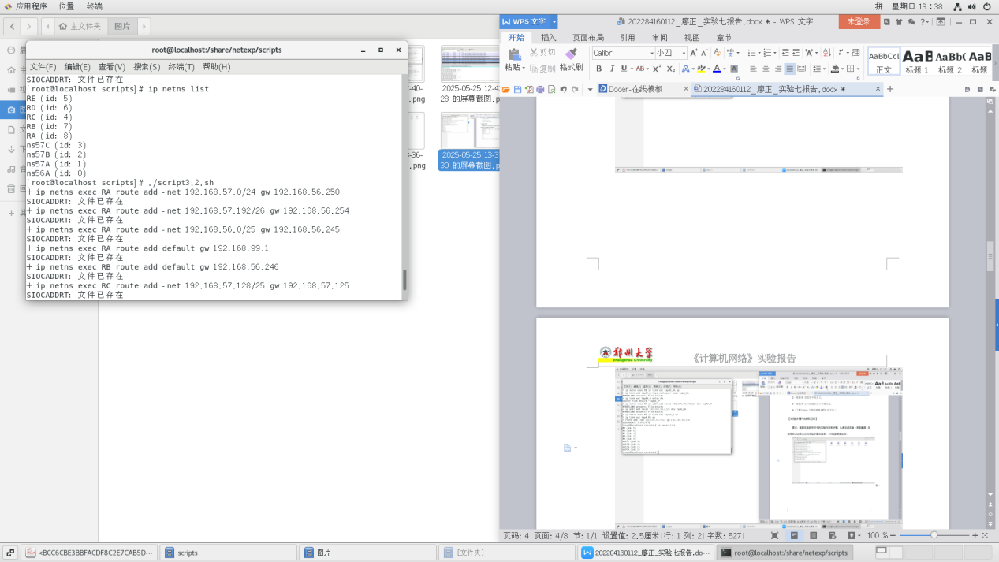 应用程序 位置 终端
拼 星期日 13:38
主文件夹 图片
root@localhost:/share/netexp/scripts
文件(F) 编辑(E) 查看(V) 搜索(S) 终端(T) 帮助(H)
SIOCADDRT: 文件已存在
[root@localhost scripts]# ip netns list
RE (id: 5)
RD (id: 6)
RC (id: 4)
RB (id: 7)
RA (id: 8)
ns57C (id: 3)
ns57B (id: 2)
ns57A (id: 1)
ns56A (id: 0)
[root@localhost scripts]# ./script3.2.sh
+ ip netns exec RA route add -net 192.168.57.0/24 gw 192.168.56.250
SIOCADDRT: 文件已存在
+ ip netns exec RA route add -net 192.168.57.192/26 gw 192.168.56.254
SIOCADDRT: 文件已存在
+ ip netns exec RA route add -net 192.168.56.0/25 gw 192.168.56.245
SIOCADDRT: 文件已存在
+ ip netns exec RA route add default gw 192.168.99.1
SIOCADDRT: 文件已存在
+ ip netns exec RB route add default gw 192.168.56.246
SIOCADDRT: 文件已存在
+ ip netns exec RC route add -net 192.168.57.128/25 gw 192.168.57.125
SIOCADDRT: 文件已存在
2-40-
.png
2025-05-25 12-4
28 的屏幕截图.
3-36-
.png
2025-05-25 13-3
30 的屏幕截图.p
WPS 文字
202284160112_廖正_实验七报告.docx * - WPS 文字
未登录
开始 插入 页面布局 引用 审阅 视图 章节
粘贴 剪切 复制 格式刷
Calibri 小四
B I U AB X² X₂ A ab A A
AaBbCcD 正文
AaB 标题 1
AaBb( 标题 2
AaB 标题
Docer-在线模板
202284160112_廖正_实验七报告.docx *
郑州大学
Zhengzhou University
《计算机网络》实验报告
页码: 4 页面: 4/8 节: 1/1 设置值: 2.5厘米 行: 1 列: 2 字数: 527
100 %
<BCC6CBE3BBFACDF8C2E7CAB5D···
scripts
图片
[文件夹]
202284160112_廖正_实验七报告.do···
root@localhost:/share/netexp/scripts